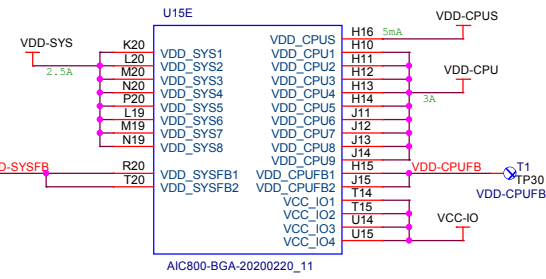 U15E
VDD-SYS
2.5A
K20 VDD_SYS1
L20 VDD_SYS2
M20 VDD_SYS3
N20 VDD_SYS4
P20 VDD_SYS5
L19 VDD_SYS6
M19 VDD_SYS7
N19 VDD_SYS8
D-SYSFB
R20 VDD_SYSFB1
T20 VDD_SYSFB2
VDD_CPUS H16 5mA VDD-CPUS
VDD_CPU1 H10
VDD_CPU2 H11
VDD_CPU3 H12
VDD_CPU4 H13 VDD-CPU
VDD_CPU5 H14 3A
VDD_CPU6 J11
VDD_CPU7 J12
VDD_CPU8 J13
VDD_CPU9 J14
VDD_CPUFB1 H15 VDD-CPUFB T1
VDD_CPUFB2 J15 TP30
VDD-CPUFB
VCC_IO1 T14
VCC_IO2 T15
VCC_IO3 U14 VCC-IO
VCC_IO4 U15
AIC800-BGA-20200220_11